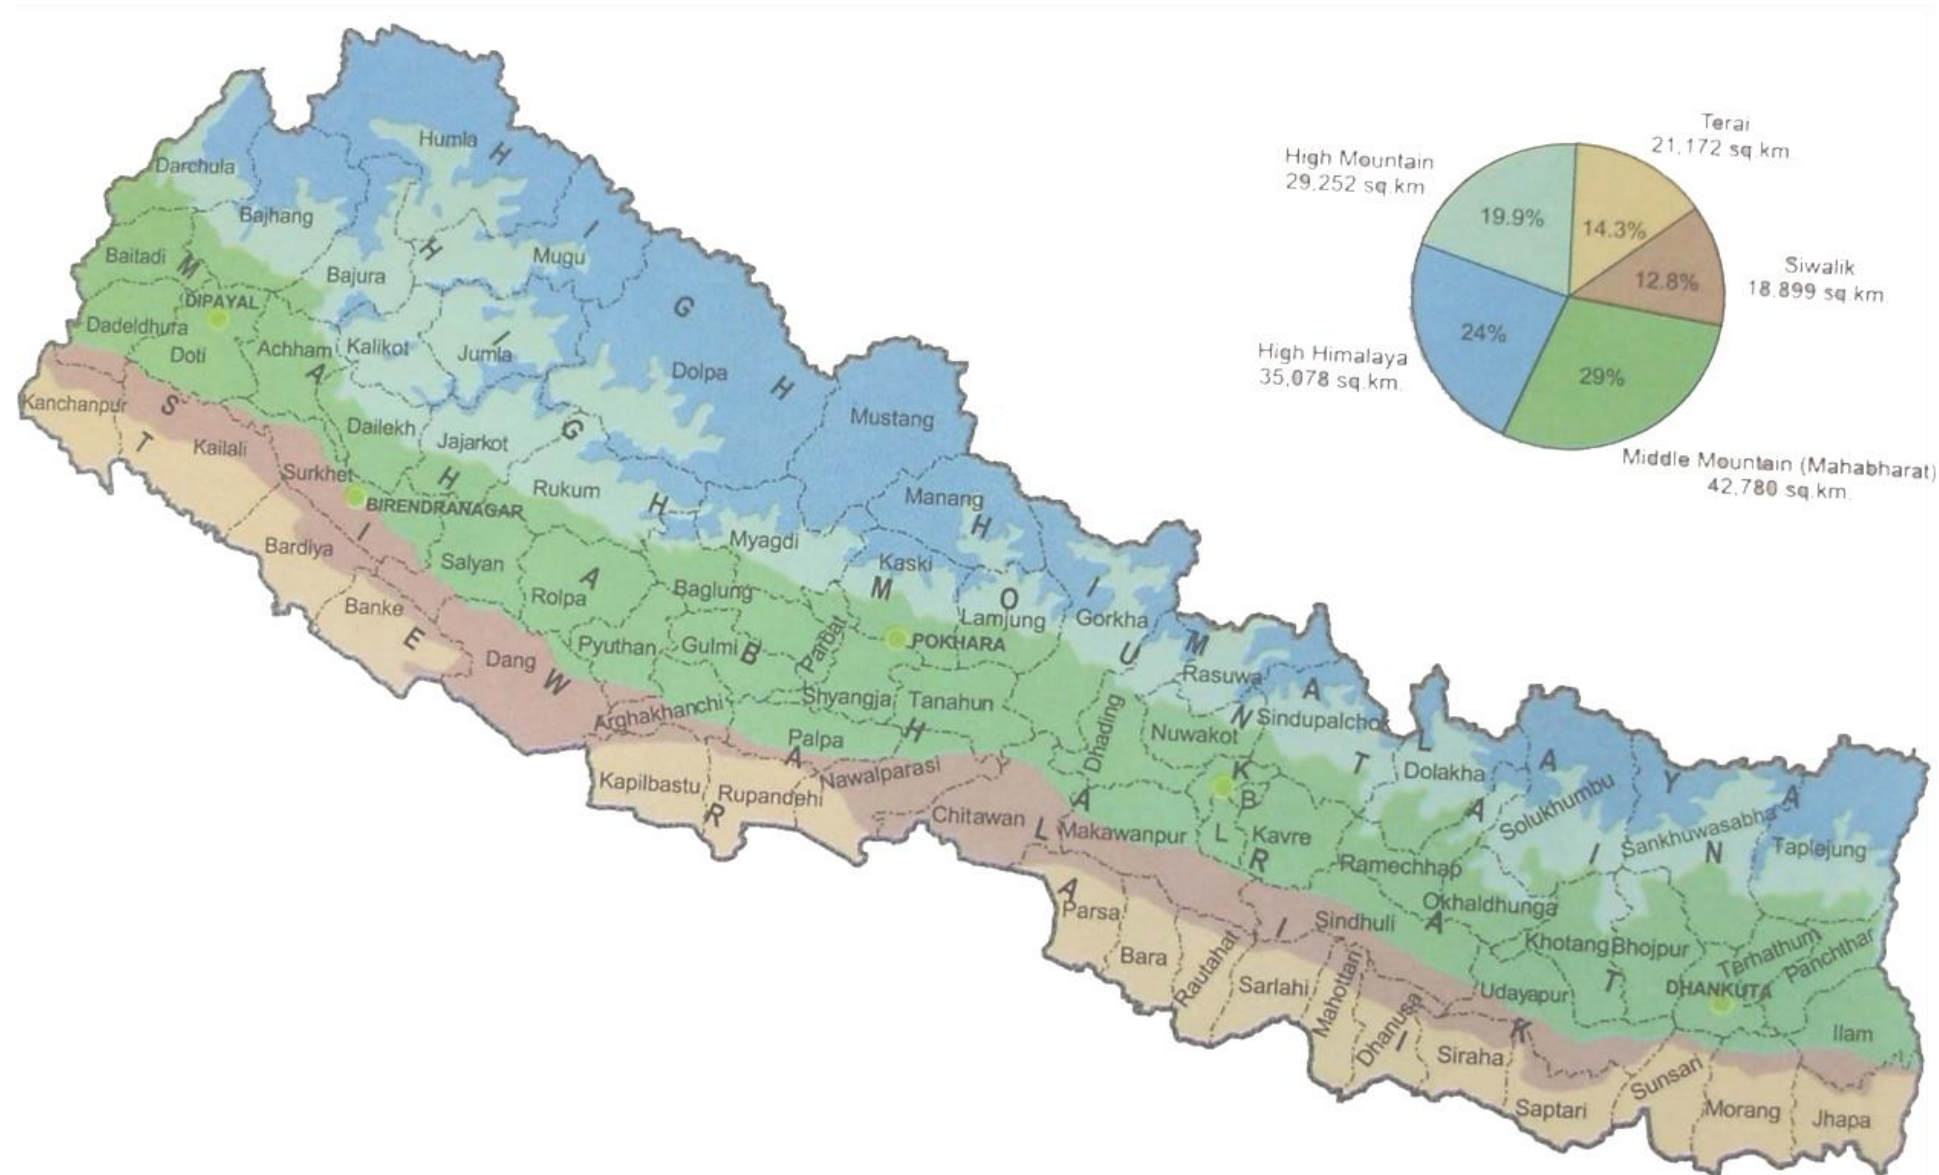 Terai
21,172 sq.km.
High Mountain
29,252 sq.km.
19.9%
14.3%
Siwalik
18,899 sq.km.
12.8%
24%
High Himalaya
35,078 sq.km.
29%
Middle Mountain (Mahabharat)
42,780 sq.km.
Humla
Darchula
Bajhang
Mugu
Baitadi
Bajura
DIPAYAL
Dadeldhura
Doti
Achham
Kalikot
Jumla
Dolpa
Mustang
Kanchanpur
Kailali
Dailekh
Jajarkot
Surkhet
Rukum
Manang
BIRENDRANAGAR
Bardiya
Myagdi
Salyan
Kaski
Banke
Rolpa
Baglung
Lamjung
Gorkha
Dang
Pyuthan
Gulmi
Parbat
POKHARA
Rasuwa
Arghakhanchi
Shyangja
Tanahun
Dhading
Nuwakot
Sindupalchok
Palpa
Nawalparasi
Kapilbastu
Rupandehi
Chitawan
Makawanpur
K
B
L
Kavre
Dolakha
Solukhumbu
Sankhuwasabha
Taplejung
Ramechhap
Okhaldhunga
Parsa
Bara
Rautahat
Sarlahi
Sindhuli
Mahottari
Dhanusa
Khotang
Bhojpur
Terhathum
Panchthar
Udayapur
DHANKUTA
Ilam
Siraha
Saptari
Sunsari
Morang
Jhapa
HIGH HIMALAYA
HIGH MOUNTAIN
MAHABHARAT
SIWALIK
TERAI